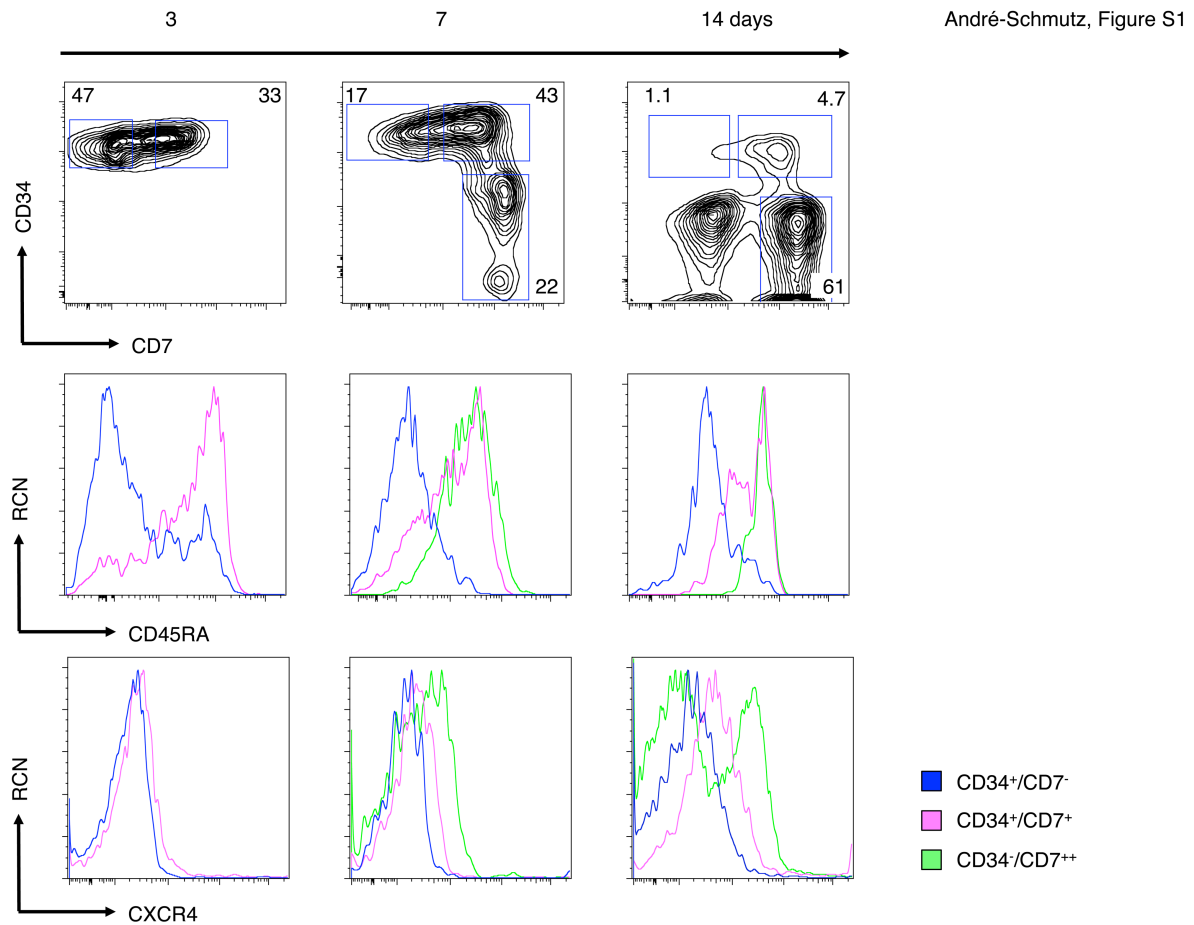 3 7 14 days André-Schmutz, Figure S1
47 33 17 43 1.1 4.7
CD34
22 61
CD7
RCN
CD45RA
RCN
CD34⁺/CD7⁻
CD34⁺/CD7⁺
CD34⁻/CD7⁺⁺
CXCR4